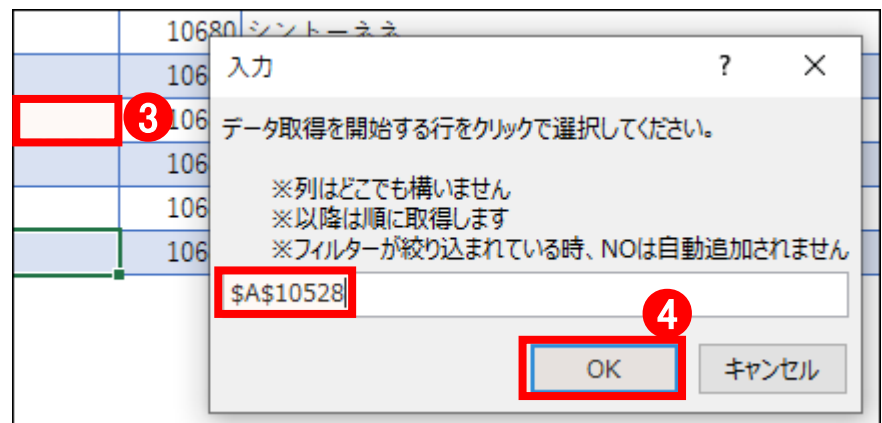 10680 シントーネネ
106
入力 ? ×
③ 106
データ取得を開始する行をクリックで選択してください。
106
※列はどこでも構いません
106
※以降は順に取得します
106
※フィルターが絞り込まれている時、NOは自動追加されません
$A$10528
④
OK キャンセル